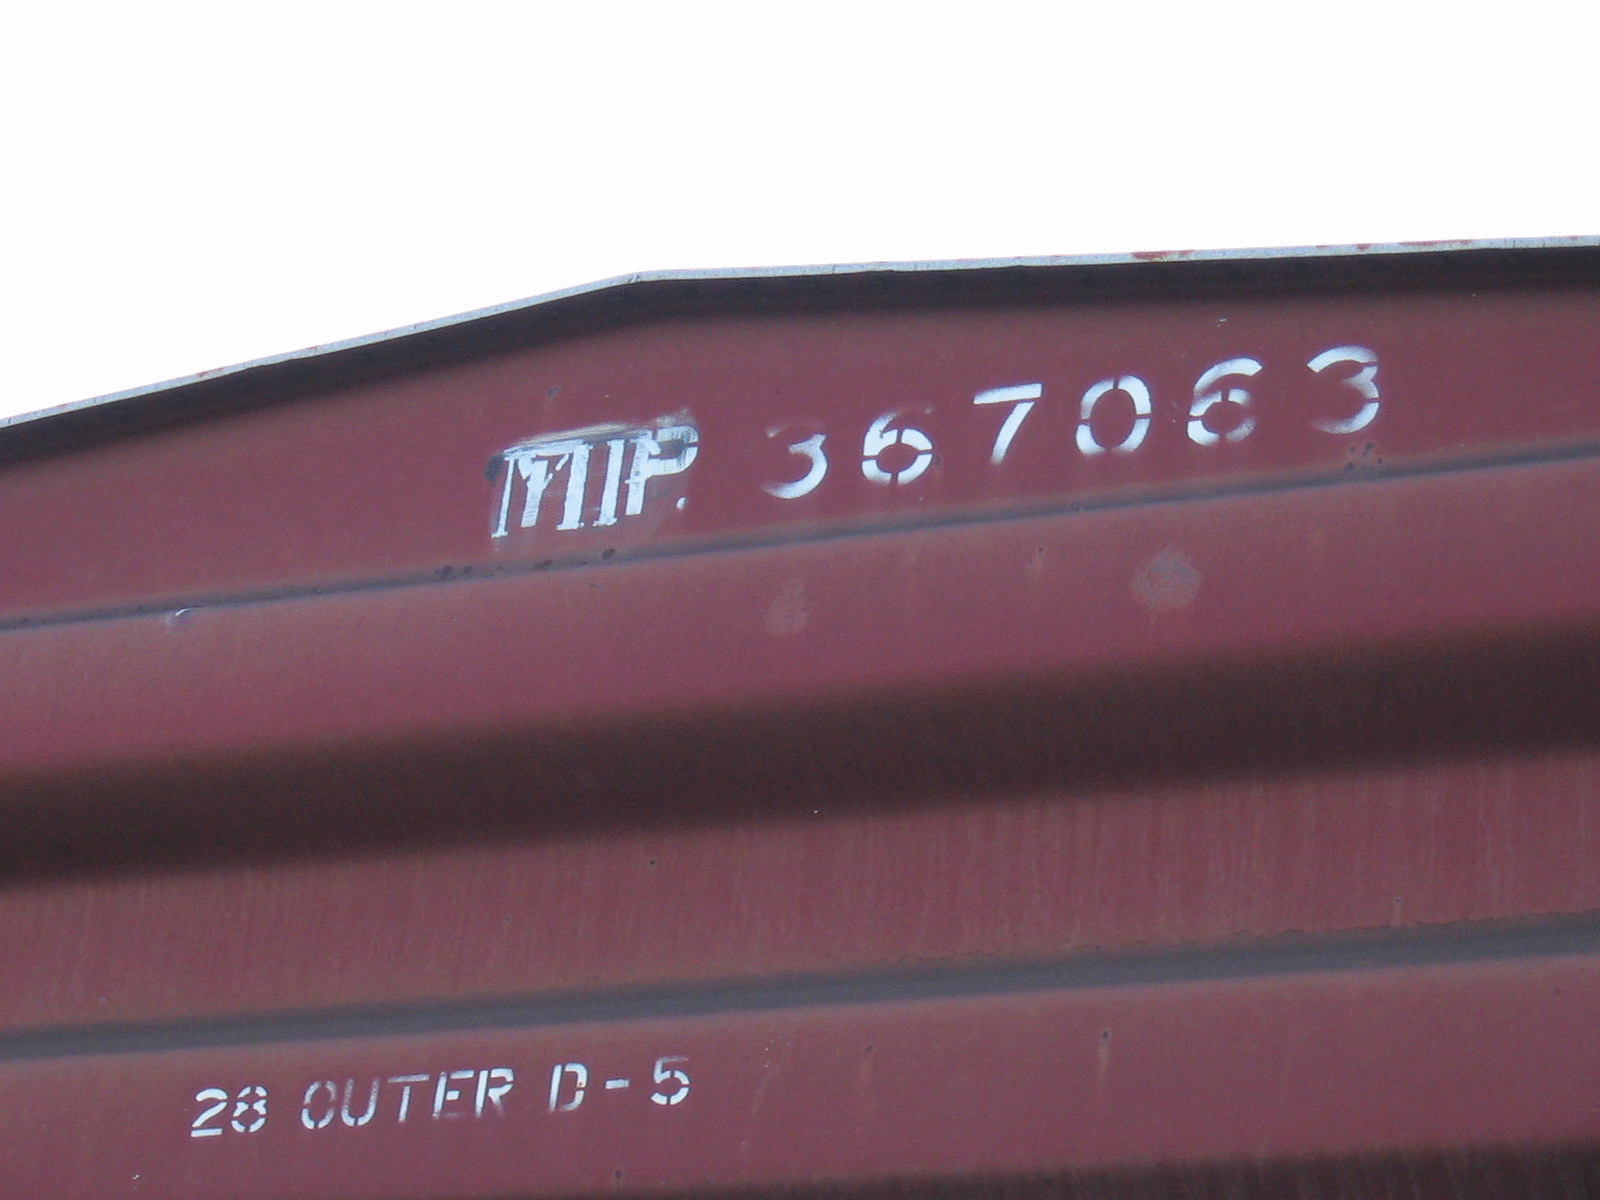 MP. 367063
28 OUTER D-5